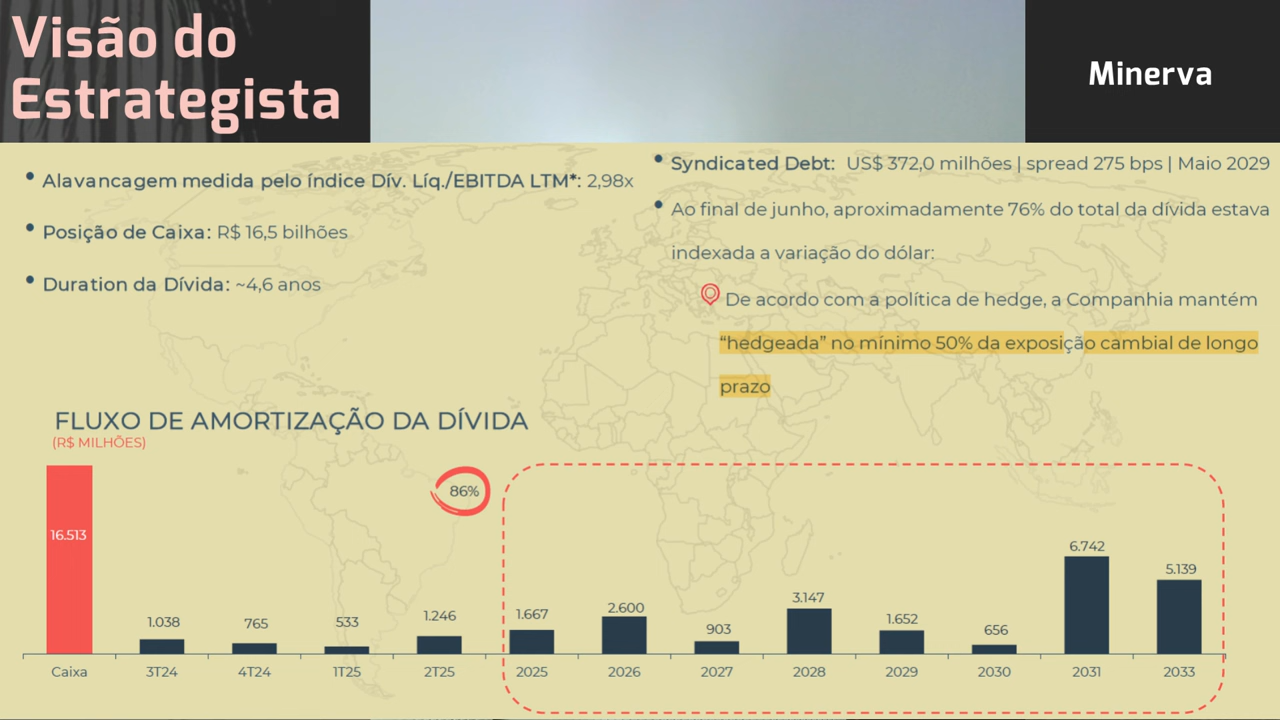 Visão do
Estrategista
Minerva
• Alavancagem medida pelo índice Dív. Líq./EBITDA LTM*: 2,98x
• Posição de Caixa: R$ 16,5 bilhões
• Duration da Dívida: ~4,6 anos
• Syndicated Debt: US$ 372,0 milhões | spread 275 bps | Maio 2029
• Ao final de junho, aproximadamente 76% do total da dívida estava
indexada a variação do dólar:
De acordo com a política de hedge, a Companhia mantém
“hedgeada” no mínimo 50% da exposição cambial de longo
prazo
FLUXO DE AMORTIZAÇÃO DA DÍVIDA
(R$ MILHÕES)
86%
16.513
1.038
765
533
1.246
1.667
2.600
903
3.147
1.652
656
6.742
5.139
Caixa
3T24
4T24
1T25
2T25
2025
2026
2027
2028
2029
2030
2031
2033